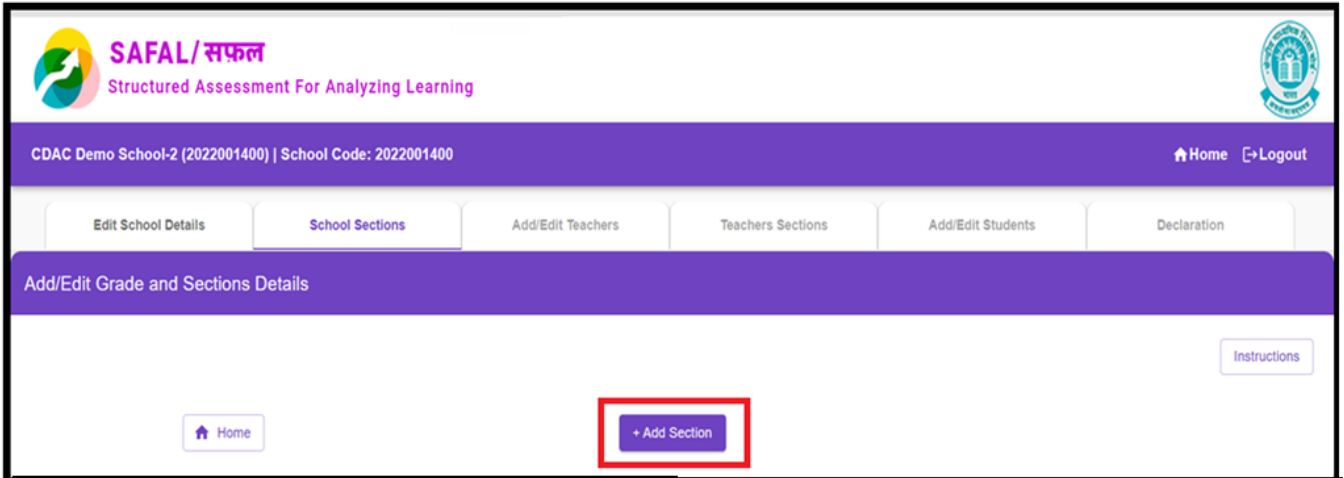 SAFAL/सफ़ल
Structured Assessment For Analyzing Learning
CDAC Demo School-2 (2022001400) | School Code: 2022001400
Home Logout
Edit School Details School Sections Add/Edit Teachers Teachers Sections Add/Edit Students Declaration
Add/Edit Grade and Sections Details
Instructions
Home + Add Section